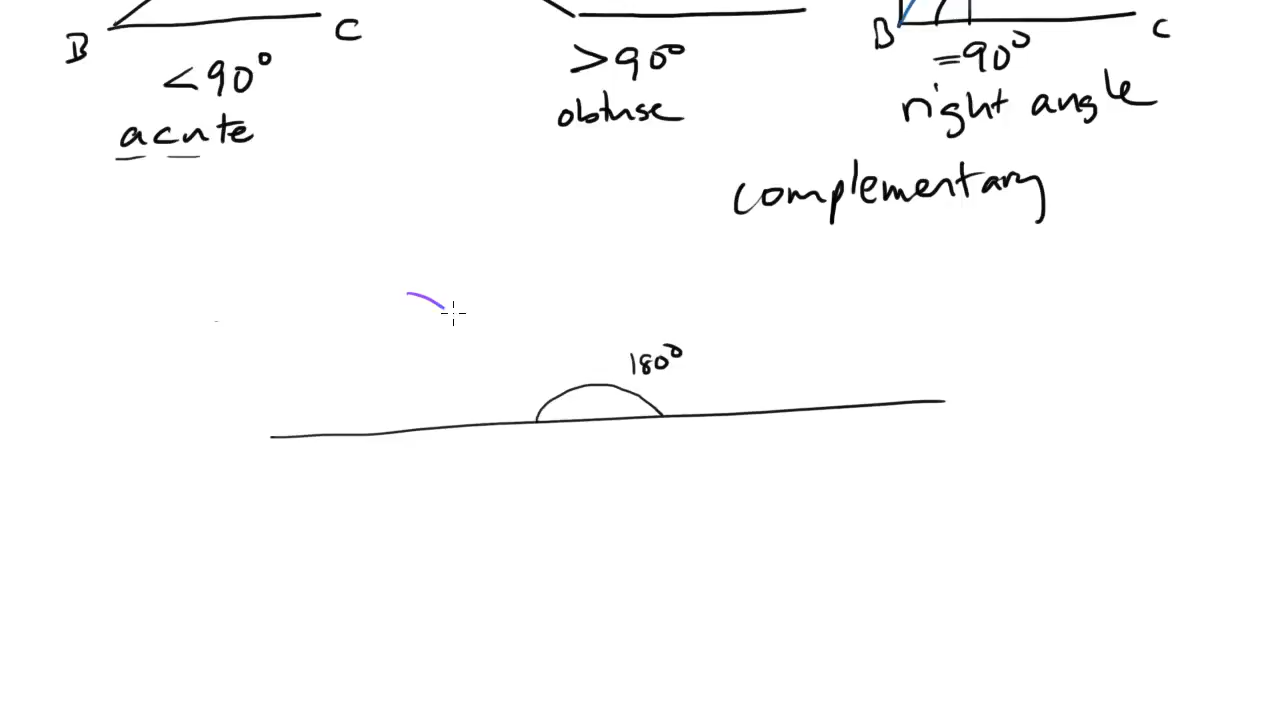 B C
<90°
acute
>90°
obtuse
B C
=90°
right angle
complementary
180°